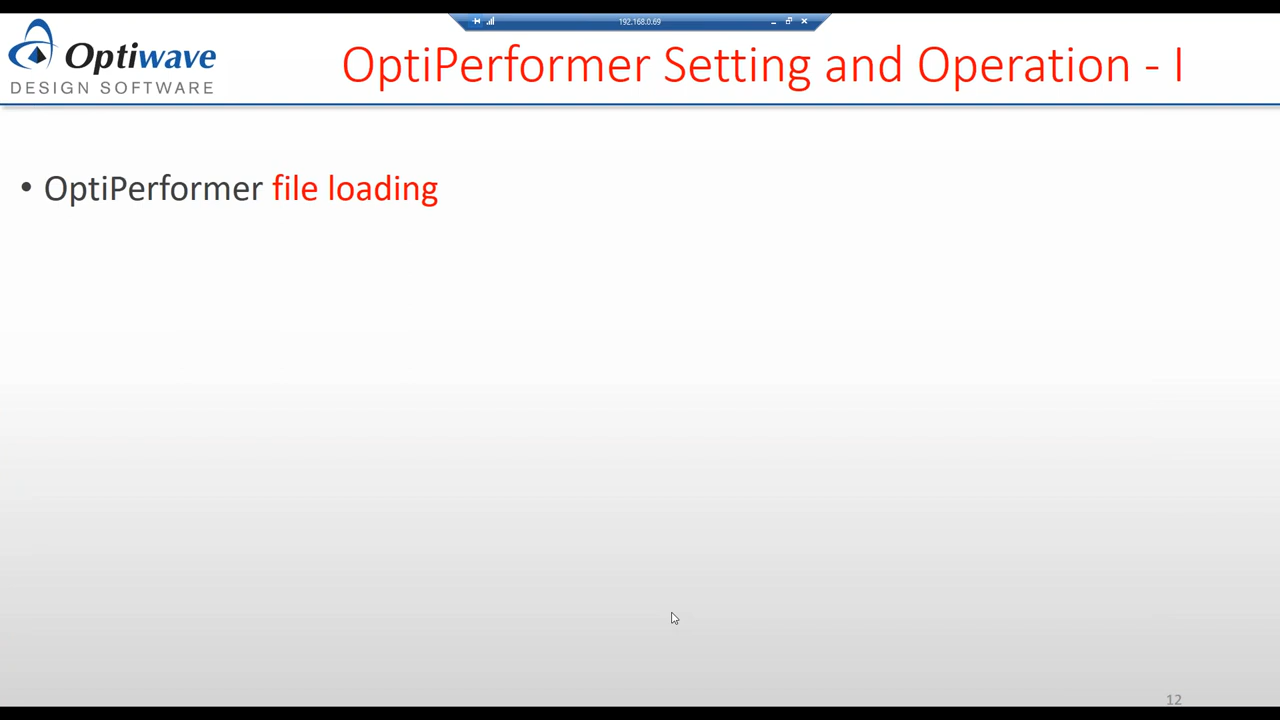 192.168.0.69
Optiwave
DESIGN SOFTWARE
OptiPerformer Setting and Operation - I
• OptiPerformer file loading
12